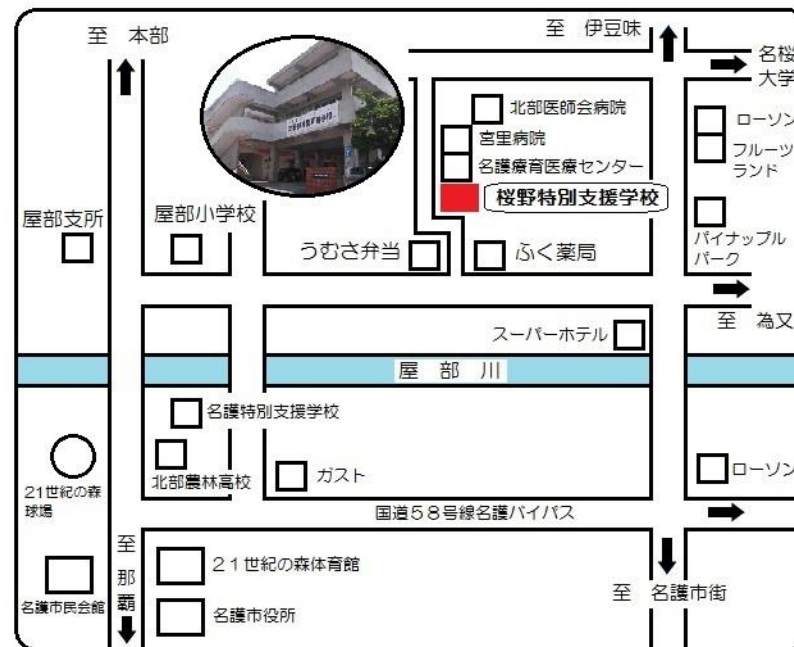 至 本部
至 伊豆味
名桜
大学
北部医師会病院
宮里病院
名護療育医療センター
桜野特別支援学校
ローソン
フルーツ
ランド
屋部支所
屋部小学校
うむさ弁当
ふく薬局
パイナップル
パーク
至 為又
スーパーホテル
屋部川
名護特別支援学校
北部農林高校
ガスト
ローソン
21世紀の森
球場
国道58号線名護バイパス
至那覇
21世紀の森体育館
至 名護市街
名護市民会館
名護市役所